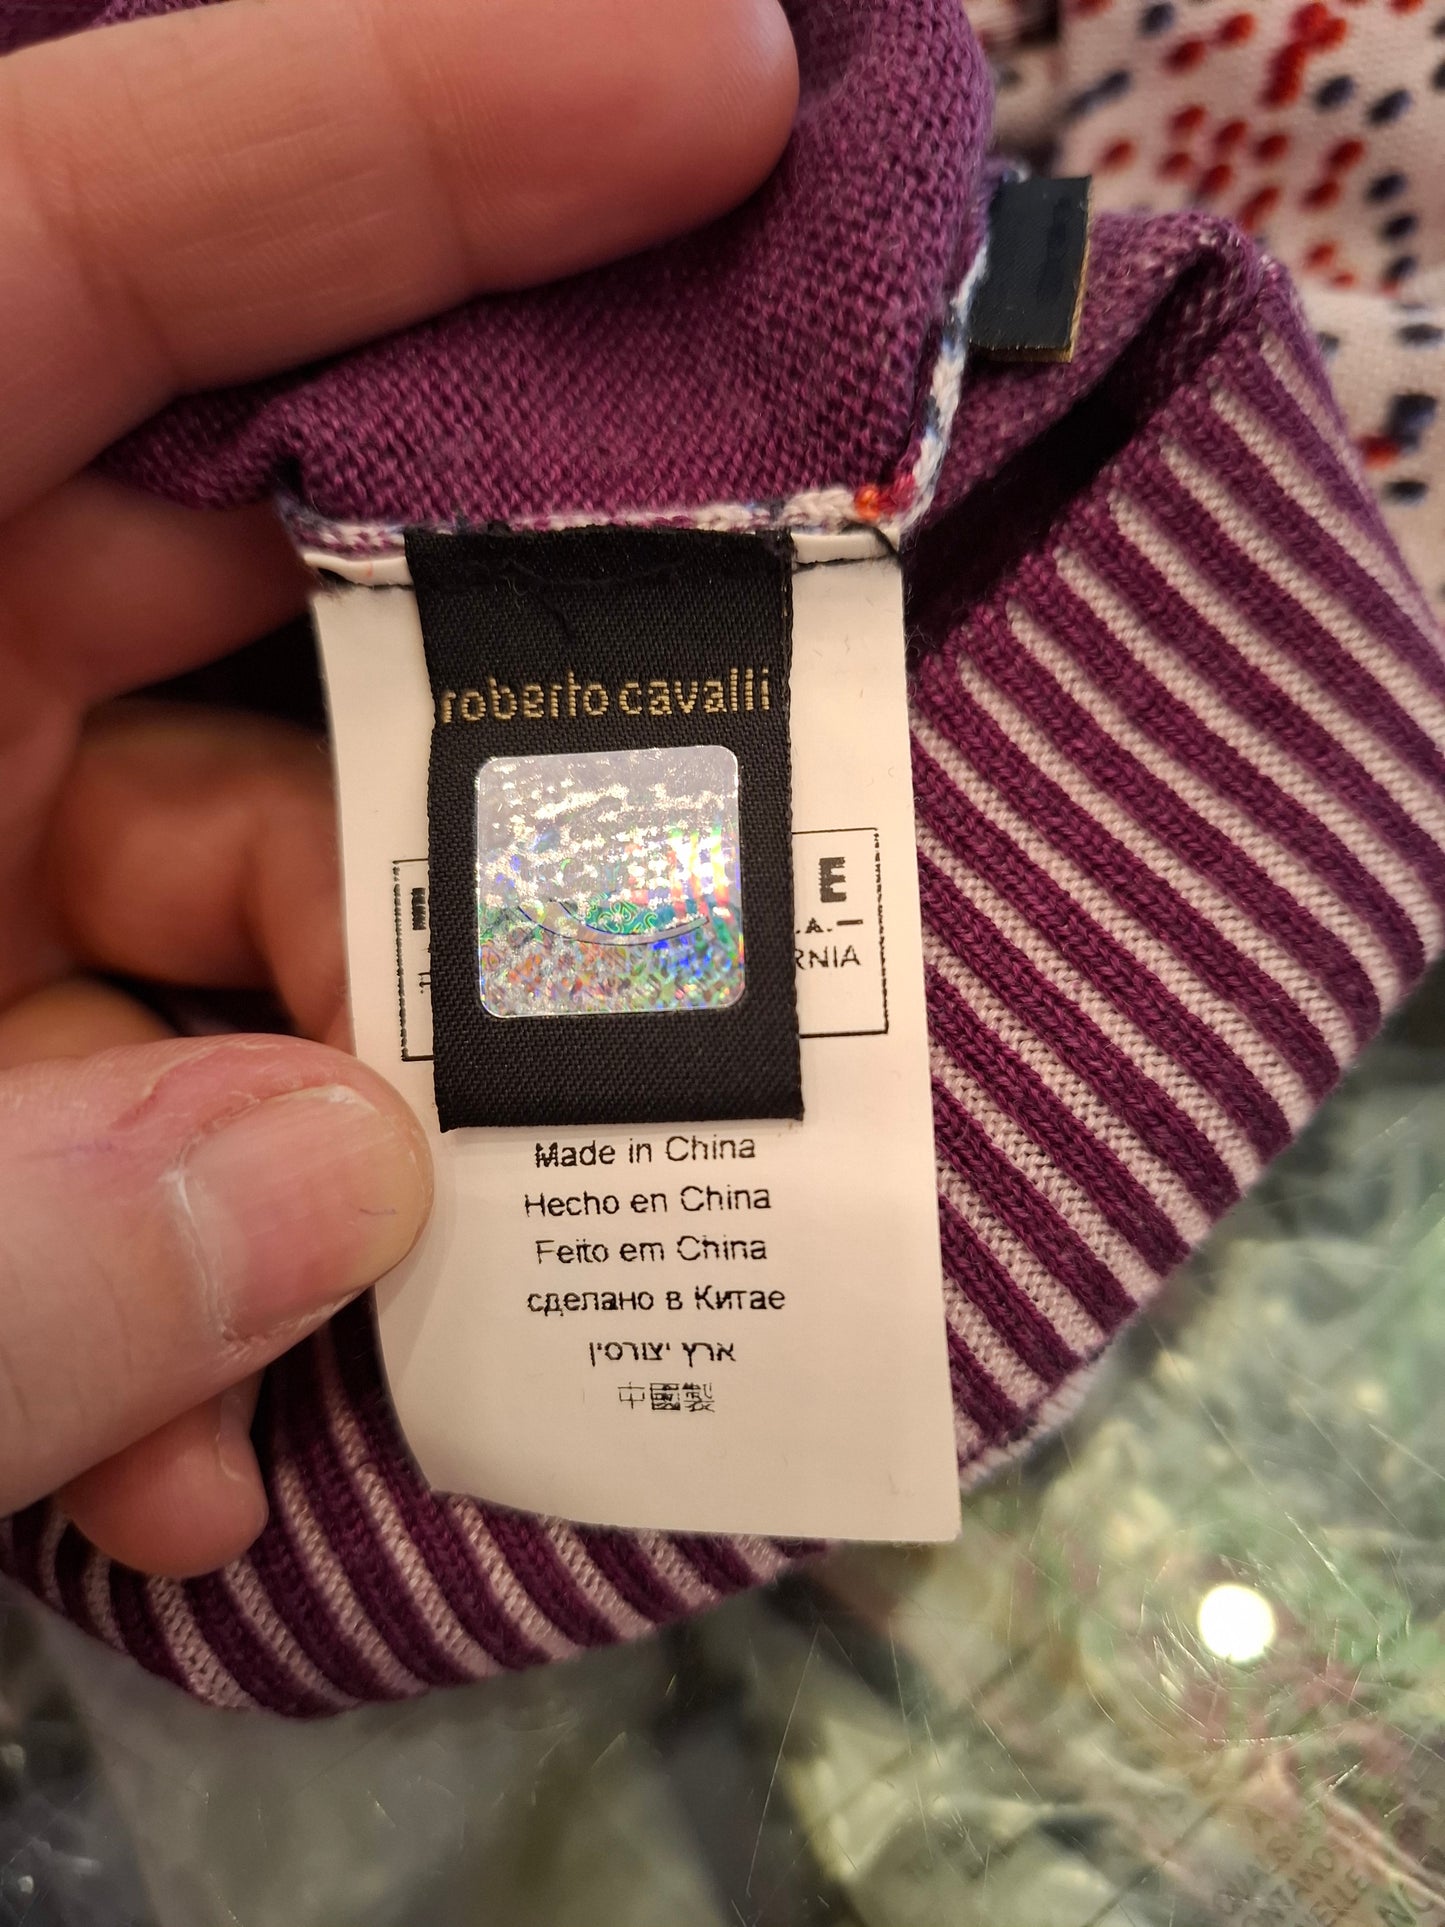 roberto cavalli
E
.A.—
RNIA
Made in China
Hecho en China
Feito em China
сделано в Китае
ארץ יצורסין
中國製